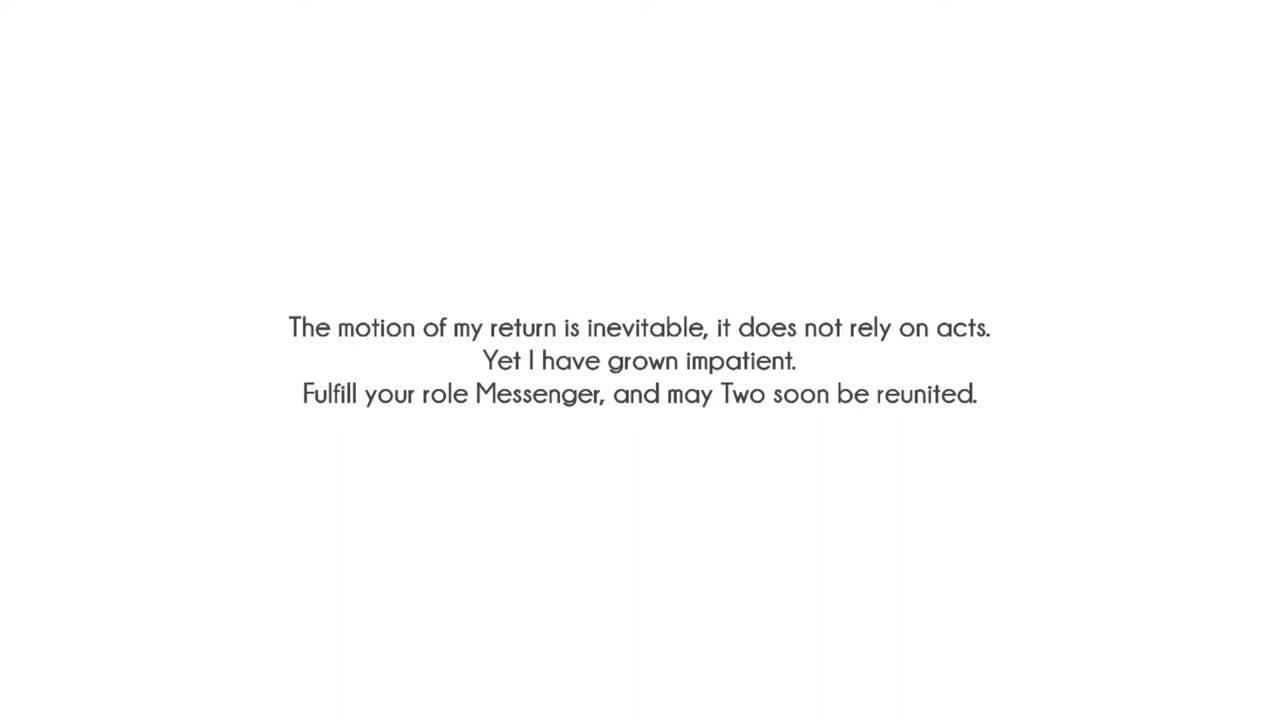 The motion of my return is inevitable, it does not rely on acts.
Yet I have grown impatient.
Fulfill your role Messenger, and may Two soon be reunited.